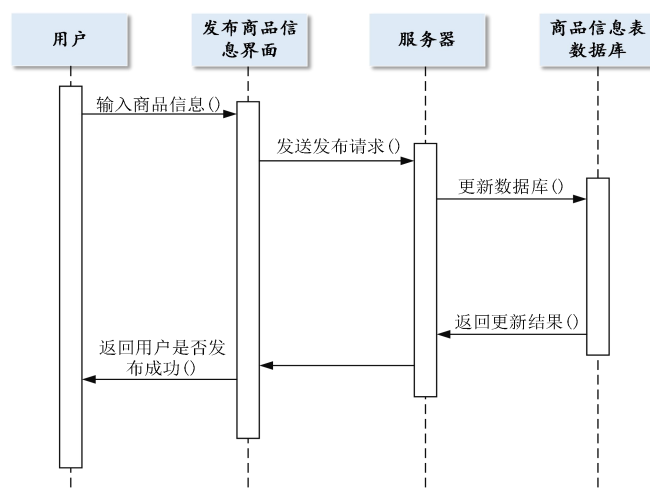 用户
发布商品信
息界面
服务器
商品信息表
数据库
输入商品信息()
发送发布请求()
更新数据库()
返回更新结果()
返回用户是否发
布成功()